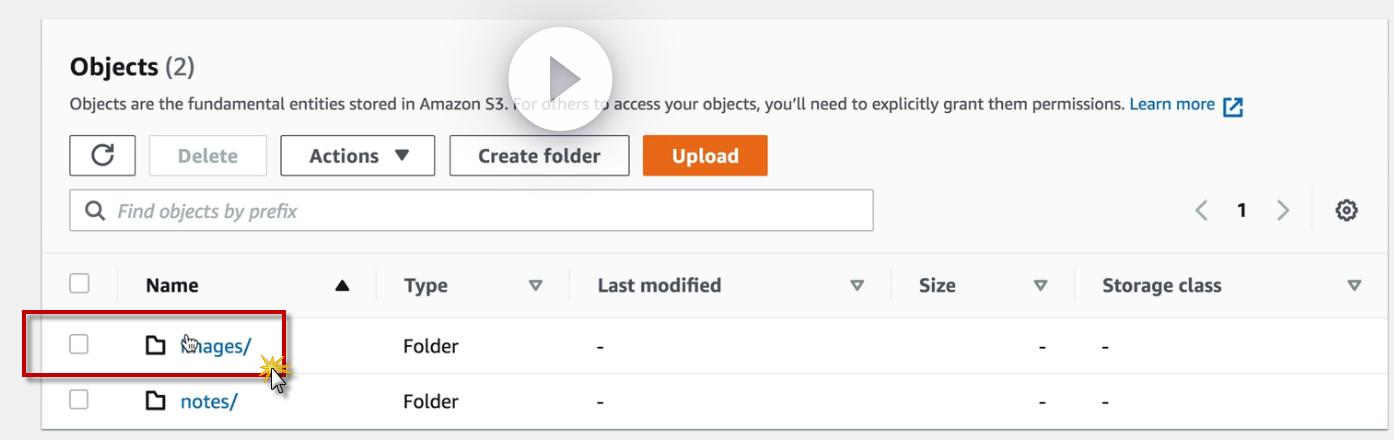 Objects (2)
Objects are the fundamental entities stored in Amazon S3. For others to access your objects, you'll need to explicitly grant them permissions. Learn more
Delete Actions Create folder Upload
Find objects by prefix 1
Name Type Last modified Size Storage class
images/ Folder - - -
notes/ Folder - - -